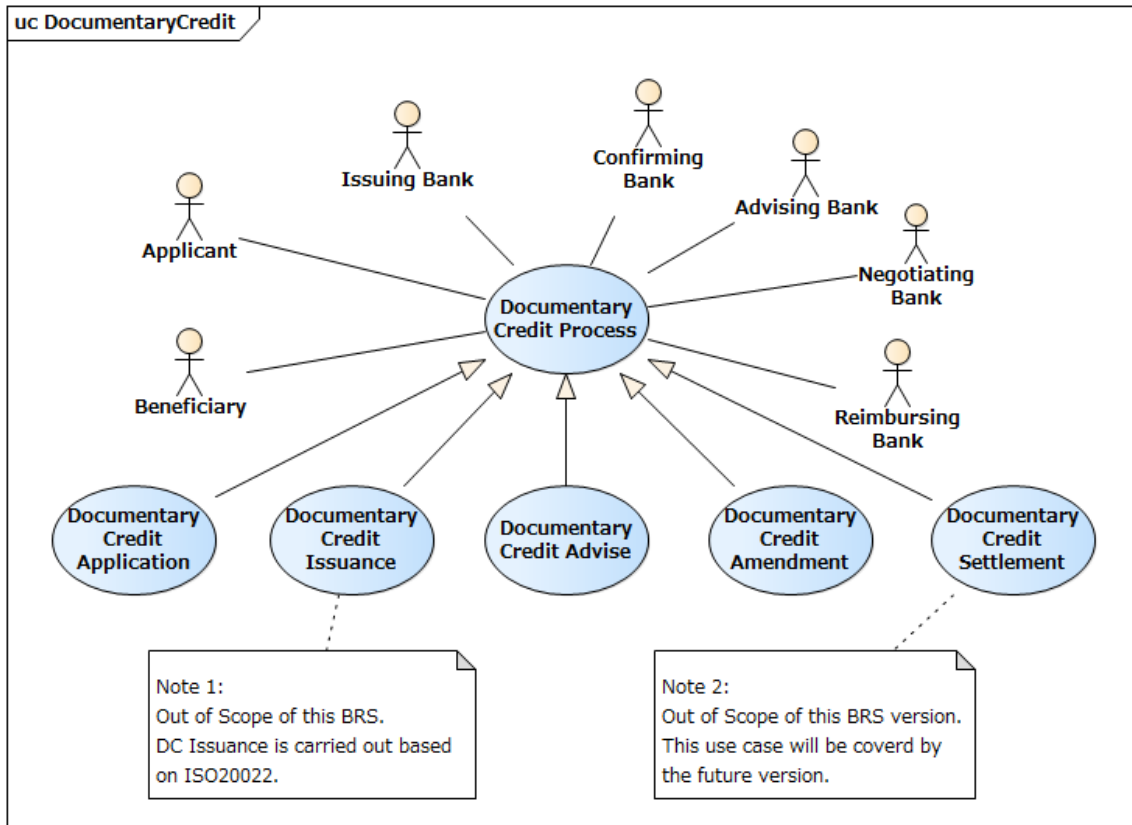 uc DocumentaryCredit
Issuing Bank
Confirming
Bank
Advising Bank
Applicant
Negotiating
Bank
Documentary
Credit Process
Beneficiary
Reimbursing
Bank
Documentary
Credit
Application
Documentary
Credit
Issuance
Documentary
Credit Advise
Documentary
Credit
Amendment
Documentary
Credit
Settlement
Note 1:
Out of Scope of this BRS.
DC Issuance is carried out based
on ISO20022.
Note 2:
Out of Scope of this BRS version.
This use case will be coverd by
the future version.